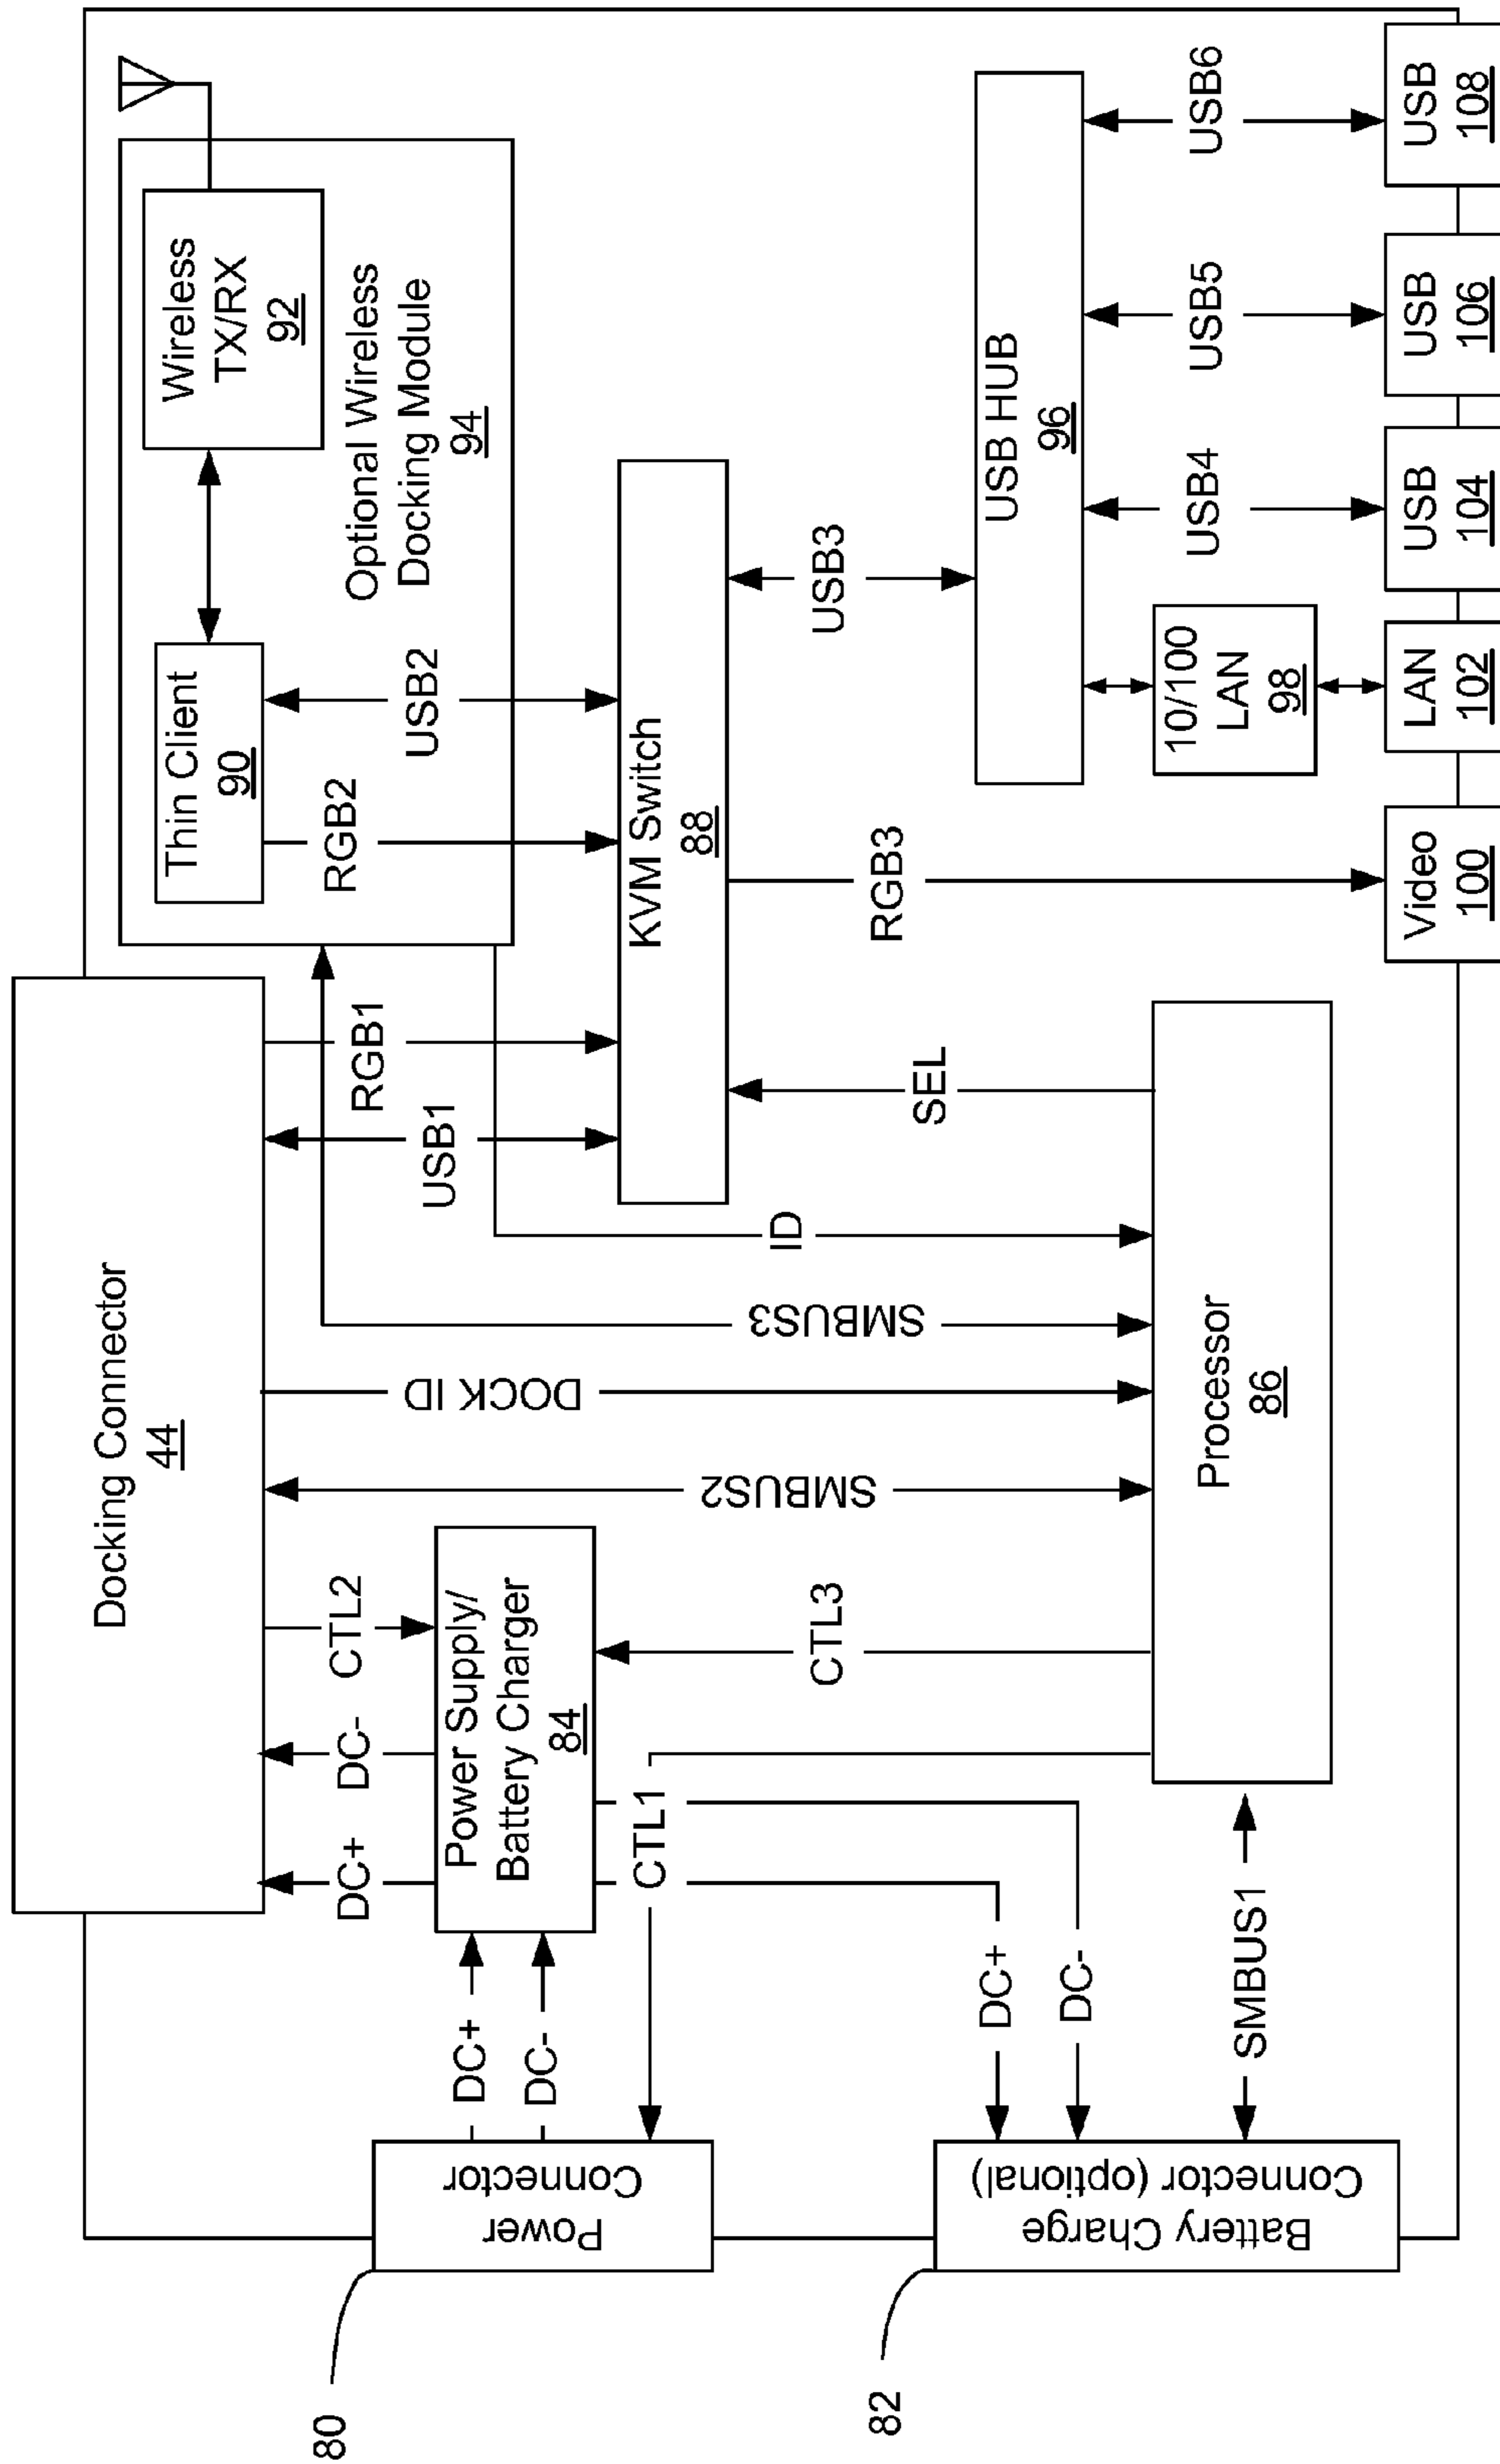 Docking Connector
44
Wireless
TX/RX
92
Thin Client
90
Optional Wireless
Docking Module
94
DC+
DC-
CTL2
USB1
RGB1
RGB2
USB2
Power Supply/
Battery Charger
84
80
Power
Connector
DC+
DC-
CTL1
CTL3
SMBUS2
DOCK ID
SMBUS3
ID
KVM Switch
88
SEL
RGB3
USB3
USB HUB
96
82
Battery Charge
Connector (optional)
DC+
DC-
SMBUS1
Processor
86
10/100
LAN
98
USB4
USB5
USB6
Video
100
LAN
102
USB
104
USB
106
USB
108